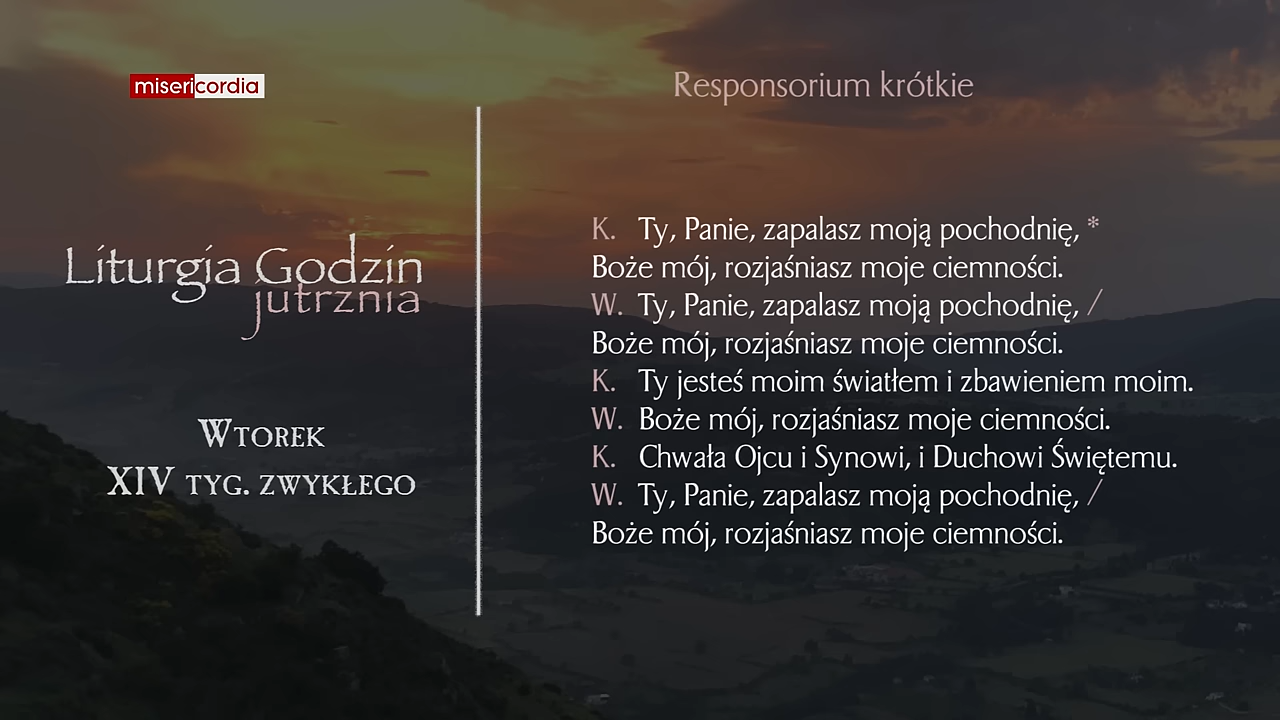 misericordia
Liturgia Godzin
jutrznia
Wtorek
XIV tyg. zwykłego
Responsorium krótkie
K. Ty, Panie, zapalasz moją pochodnię, *
Boże mój, rozjaśniasz moje ciemności.
W. Ty, Panie, zapalasz moją pochodnię, /
Boże mój, rozjaśniasz moje ciemności.
K. Ty jesteś moim światłem i zbawieniem moim.
W. Boże mój, rozjaśniasz moje ciemności.
K. Chwała Ojcu i Synowi, i Duchowi Świętemu.
W. Ty, Panie, zapalasz moją pochodnię, /
Boże mój, rozjaśniasz moje ciemności.